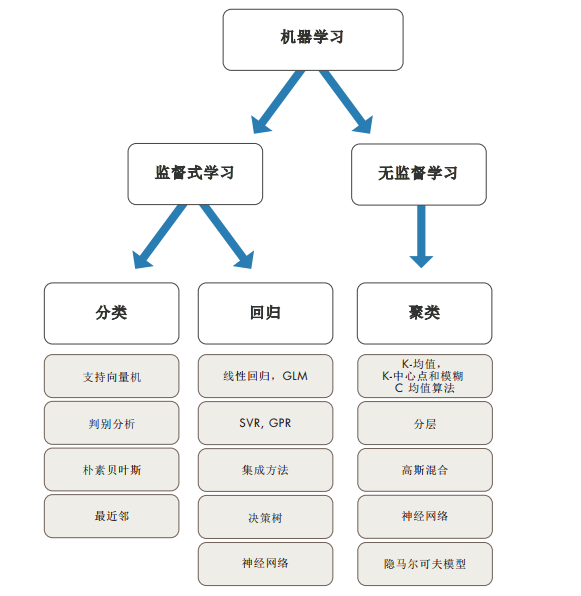 机器学习
监督式学习
无监督学习
分类
回归
聚类
支持向量机
判别分析
朴素贝叶斯
最近邻
线性回归，GLM
SVR, GPR
集成方法
决策树
神经网络
K-均值，
K-中心点和模糊
C 均值算法
分层
高斯混合
神经网络
隐马尔可夫模型